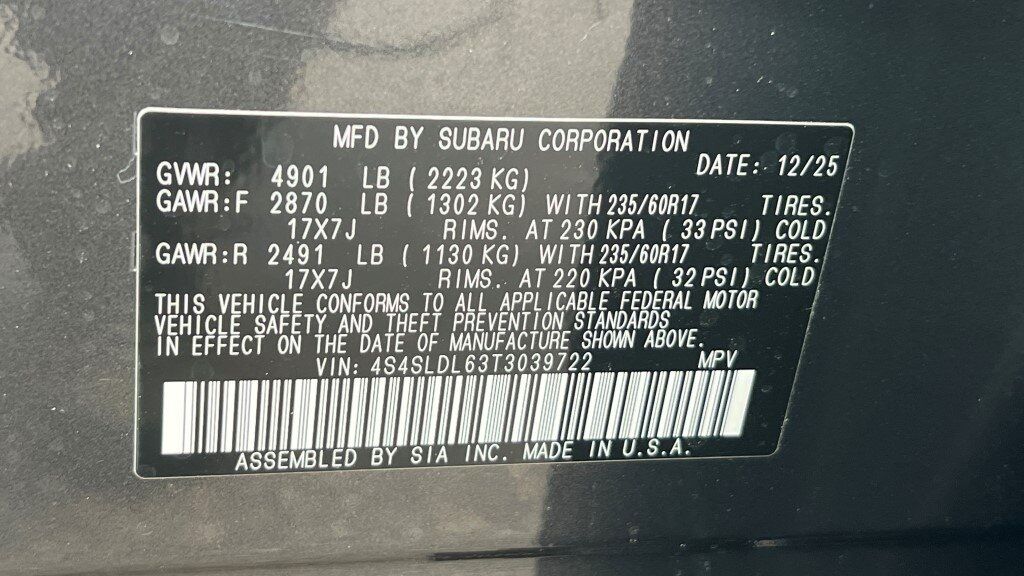 MFD BY SUBARU CORPORATION
DATE: 12/25
GVWR: 4901 LB ( 2223 KG)
GAWR:F 2870 LB ( 1302 KG) WITH 235/60R17 TIRES.
17X7J RIMS. AT 230 KPA ( 33 PSI) COLD
GAWR:R 2491 LB ( 1130 KG) WITH 235/60R17 TIRES.
17X7J RIMS. AT 220 KPA ( 32 PSI) COLD
THIS VEHICLE CONFORMS TO ALL APPLICABLE FEDERAL MOTOR
VEHICLE SAFETY AND THEFT PREVENTION STANDARDS
IN EFFECT ON THE DATE OF MANUFACTURE SHOWN ABOVE.
VIN: 4S4SLDL63T3039722 MPV
ASSEMBLED BY SIA INC. MADE IN U.S.A.